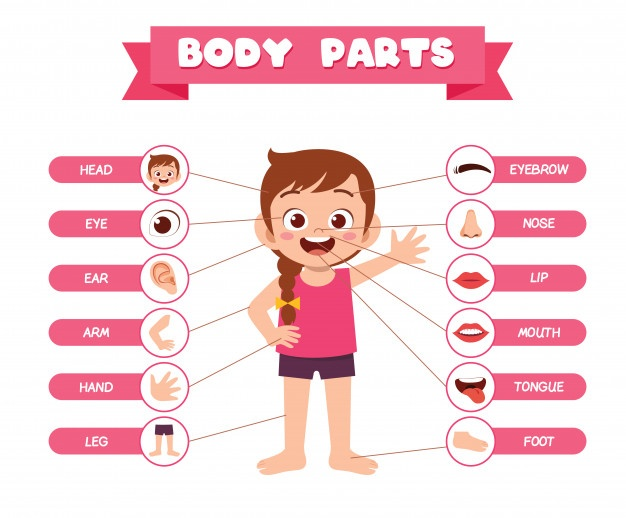 BODY PARTS
HEAD
EYE
EAR
ARM
HAND
LEG
EYEBROW
NOSE
LIP
MOUTH
TONGUE
FOOT